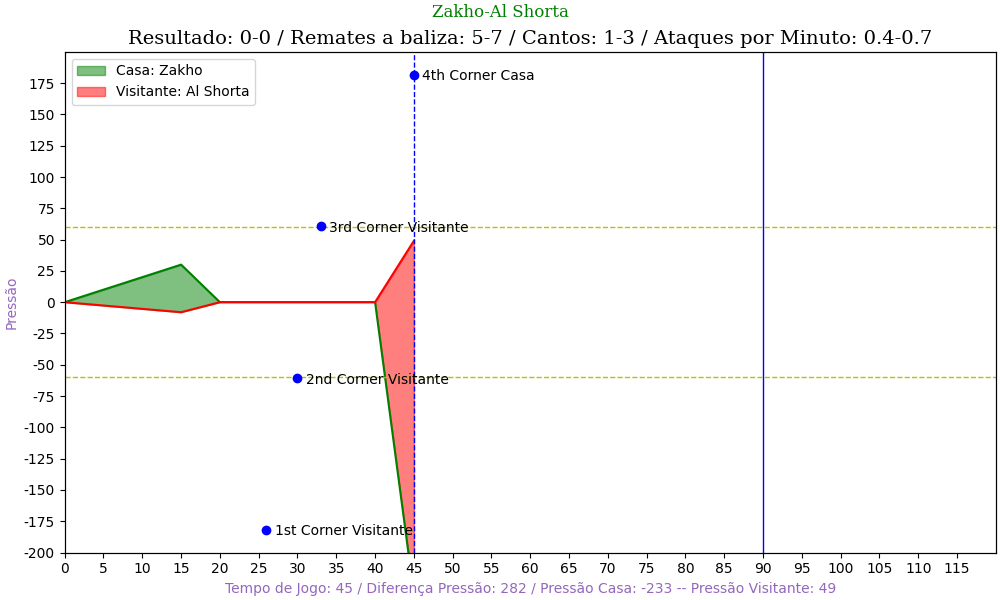 Zakho-Al Shorta
Resultado: 0-0 / Remates a baliza: 5-7 / Cantos: 1-3 / Ataques por Minuto: 0.4-0.7
Casa: Zakho
Visitante: Al Shorta
4th Corner Casa
3rd Corner Visitante
2nd Corner Visitante
1st Corner Visitante
Pressão
175
150
125
100
75
50
25
0
-25
-50
-75
-100
-125
-150
-175
-200
0 5 10 15 20 25 30 35 40 45 50 55 60 65 70 75 80 85 90 95 100 105 110 115
Tempo de Jogo: 45 / Diferença Pressão: 282 / Pressão Casa: -233 -- Pressão Visitante: 49